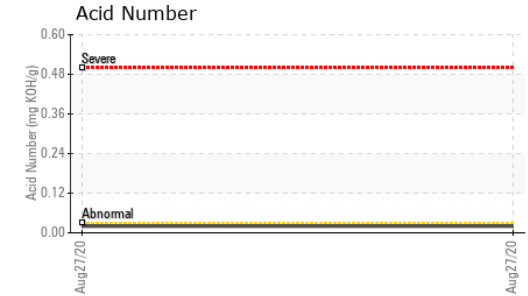 Acid Number
Acid Number (mg KOH/g)
0.60
0.48
0.36
0.24
0.12
0.00
Severe
Abnormal
Aug27/20
Aug27/20